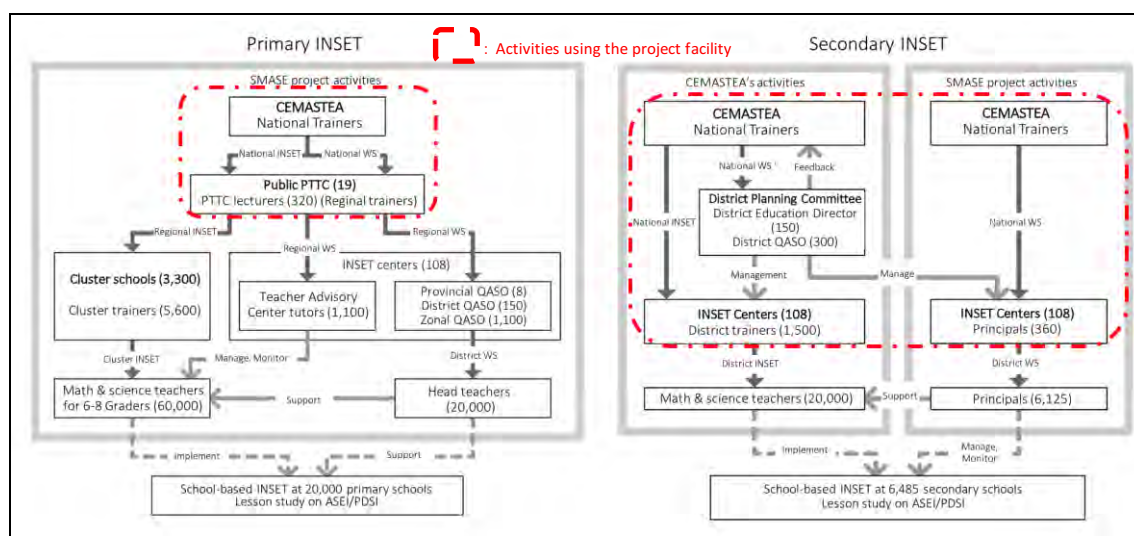 Primary INSET
: Activities using the project facility
Secondary INSET
SMASE project activities
CEMASTEA
National Trainers
National INSET
National WS
Public PTTC (19)
PTTC lecturers (320) (Reginal trainers)
Regional INSET
Regional WS
Regional WS
INSET centers (108)
Cluster schools (3,300)
Cluster trainers (5,600)
Teacher Advisory
Center tutors (1,100)
Provincial QASO (8)
District QASO (150)
Zonal QASO (1,100)
Cluster INSET
Manage, Monitor
District WS
Math & science teachers
for 6-8 Graders (60,000)
Support
Head teachers
(20,000)
Implement
Support
School-based INSET at 20,000 primary schools
Lesson study on ASEI/PDSI
CEMASTEA's activities
SMASE project activities
CEMASTEA
National Trainers
CEMASTEA
National Trainers
National WS
Feedback
National INSET
District Planning Committee
District Education Director
(150)
District QASO (300)
National WS
Management
Manage
INSET Centers (108)
District trainers (1,500)
INSET Centers (108)
Principals (360)
District INSET
District WS
Math & science teachers (20,000)
Support
Principals (6,125)
Implement
Manage,
Monitor
School-based INSET at 6,485 secondary schools
Lesson study on ASEI/PDSI